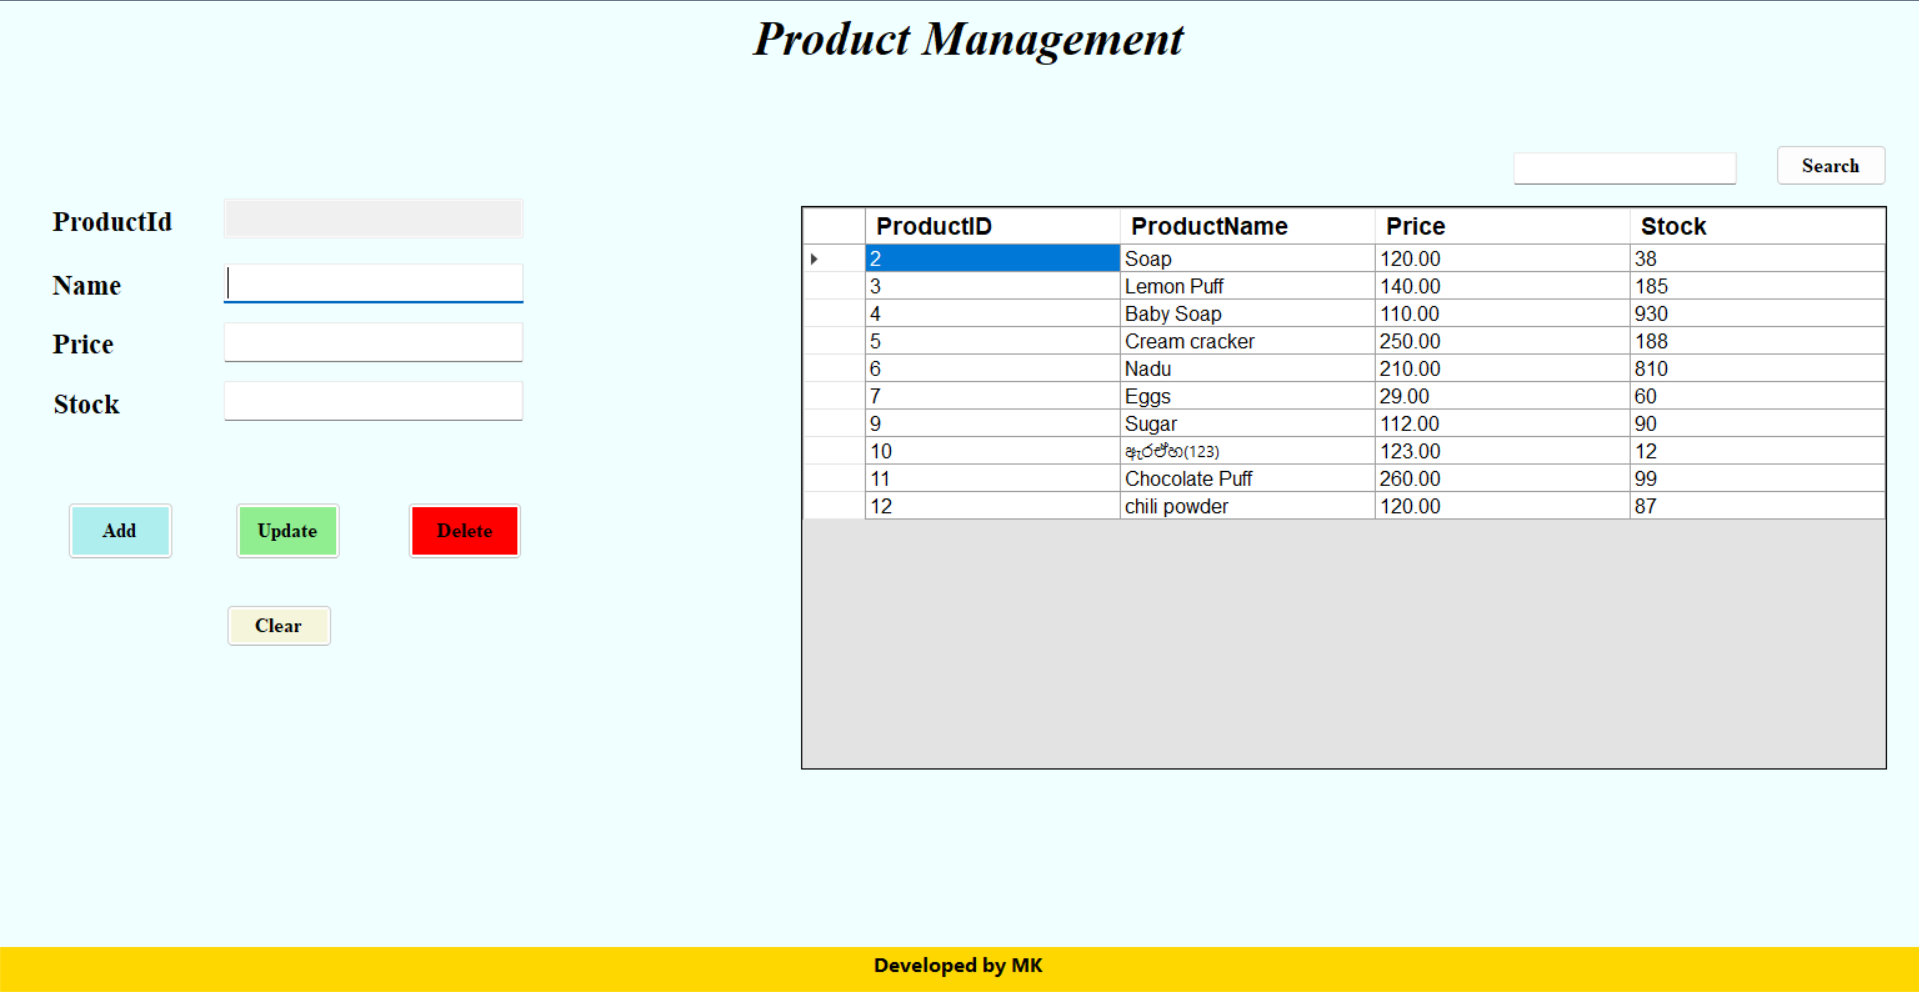 Product Management
Search
ProductId
Name
Price
Stock
Add Update Delete
Clear
ProductID ProductName Price Stock
2 Soap 120.00 38
3 Lemon Puff 140.00 185
4 Baby Soap 110.00 930
5 Cream cracker 250.00 188
6 Nadu 210.00 810
7 Eggs 29.00 60
9 Sugar 112.00 90
10 ඇරඒහ(123) 123.00 12
11 Chocolate Puff 260.00 99
12 chili powder 120.00 87
Developed by MK